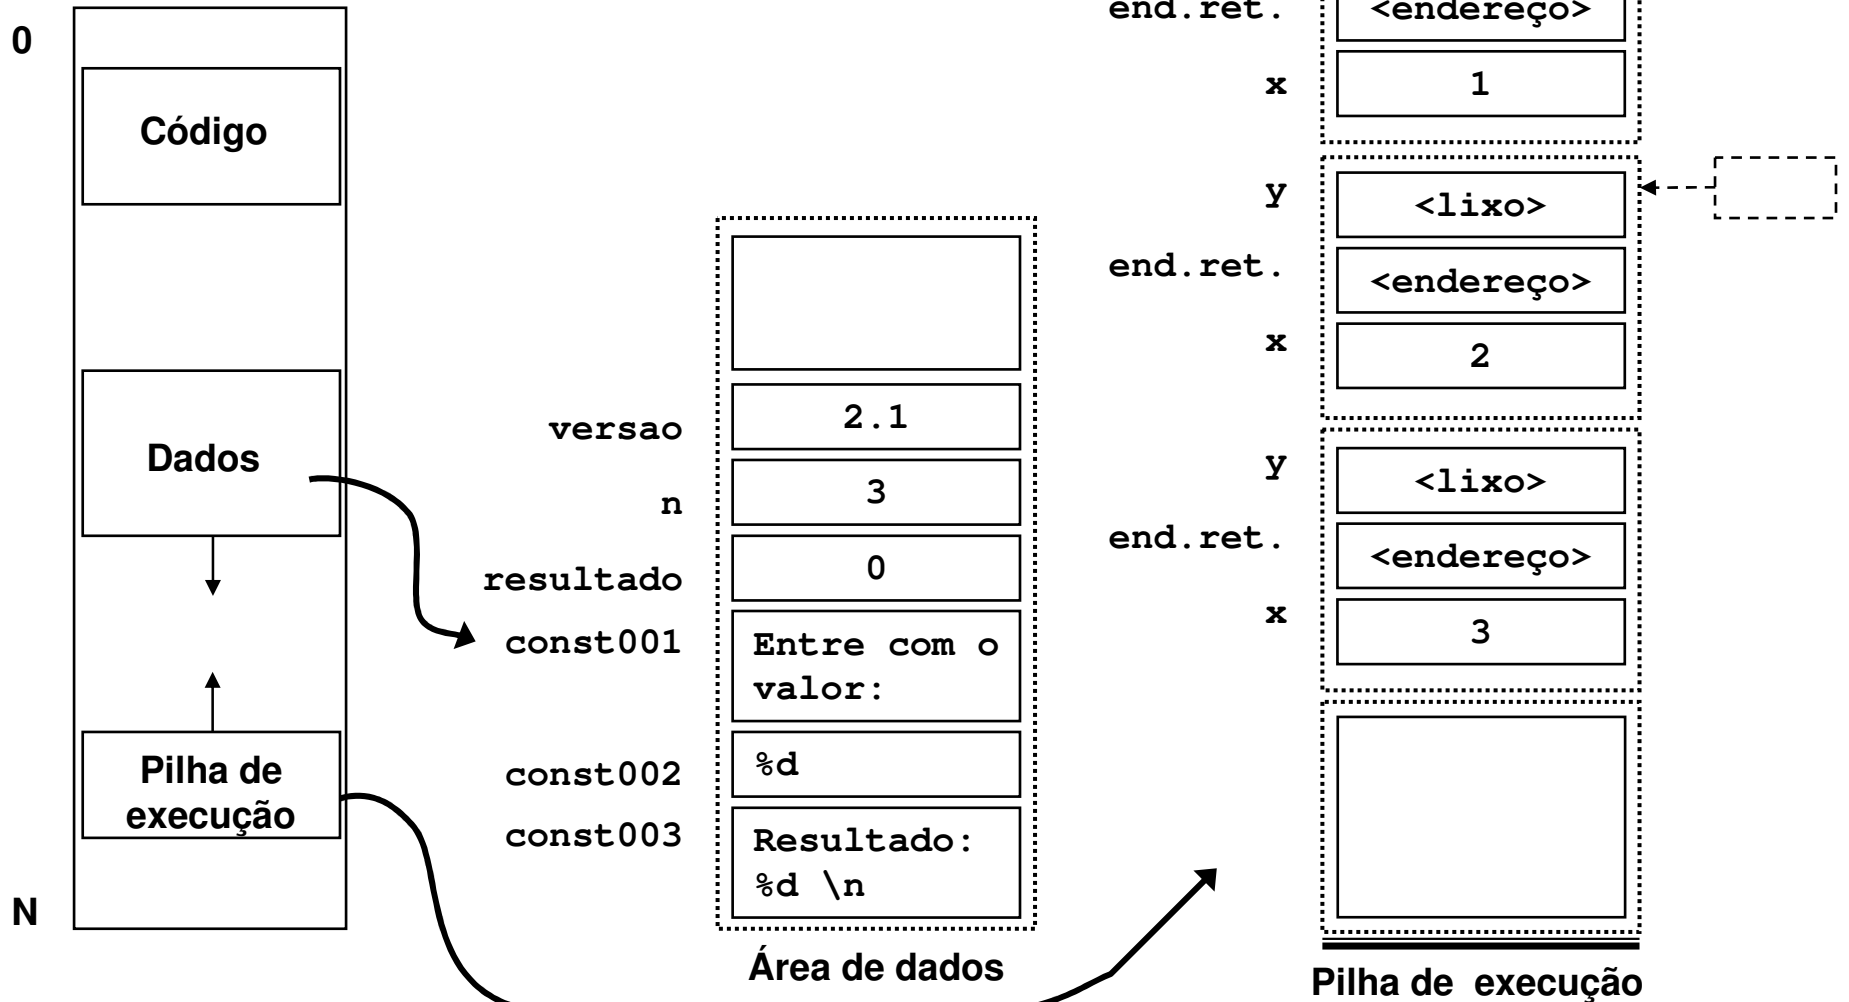 0
Código
Dados
Pilha de
execução
N
versao
2.1
n
3
resultado
0
const001
Entre com o
valor:
const002
%d
const003
Resultado:
%d \n
Área de dados
end.ret.
<endereço>
x
1
y
<lixo>
end.ret.
<endereço>
x
2
y
<lixo>
end.ret.
<endereço>
x
3
Pilha de execução